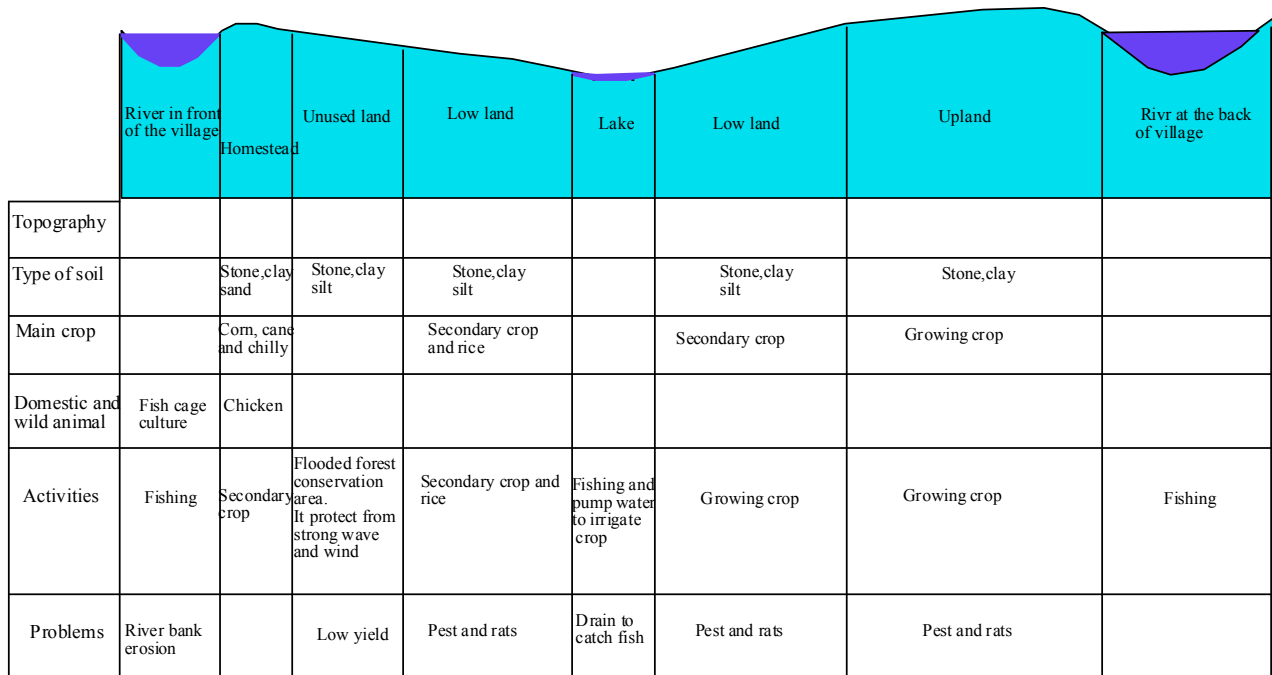 River in front
of the village
Homestead
Unused land
Low land
Lake
Low land
Upland
Rivr at the back
of village
Topography
Type of soil
Stone,clay
sand
Stone,clay
silt
Stone,clay
silt
Stone,clay
silt
Stone,clay
Main crop
Corn, cane
and chilly
Secondary crop
and rice
Secondary crop
Growing crop
Domestic and
wild animal
Fish cage
culture
Chicken
Activities
Fishing
Secondary
crop
Flooded forest
conservation
area.
It protect from
strong wave
and wind
Secondary crop and
rice
Fishing and
pump water
to irrigate
crop
Growing crop
Growing crop
Fishing
Problems
River bank
erosion
Low yield
Pest and rats
Drain to
catch fish
Pest and rats
Pest and rats